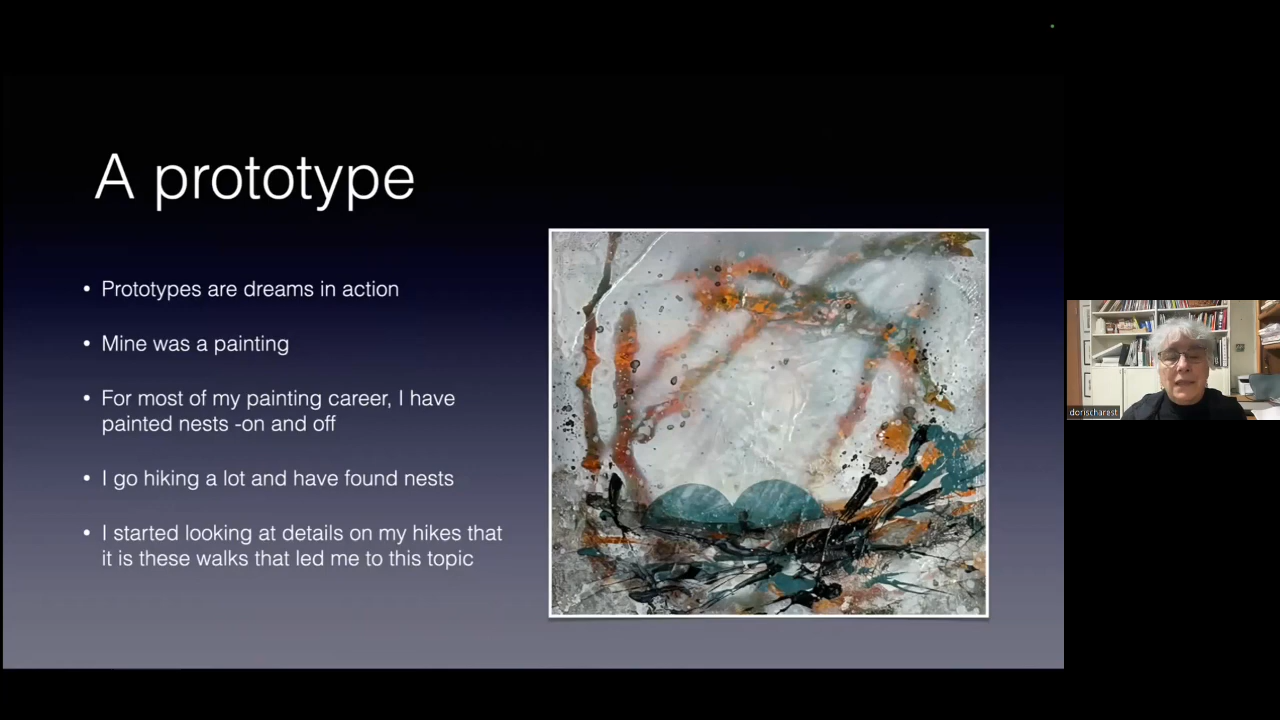 A prototype
• Prototypes are dreams in action
• Mine was a painting
• For most of my painting career, I have
painted nests -on and off
• I go hiking a lot and have found nests
• I started looking at details on my hikes that
it is these walks that led me to this topic
dorischarest